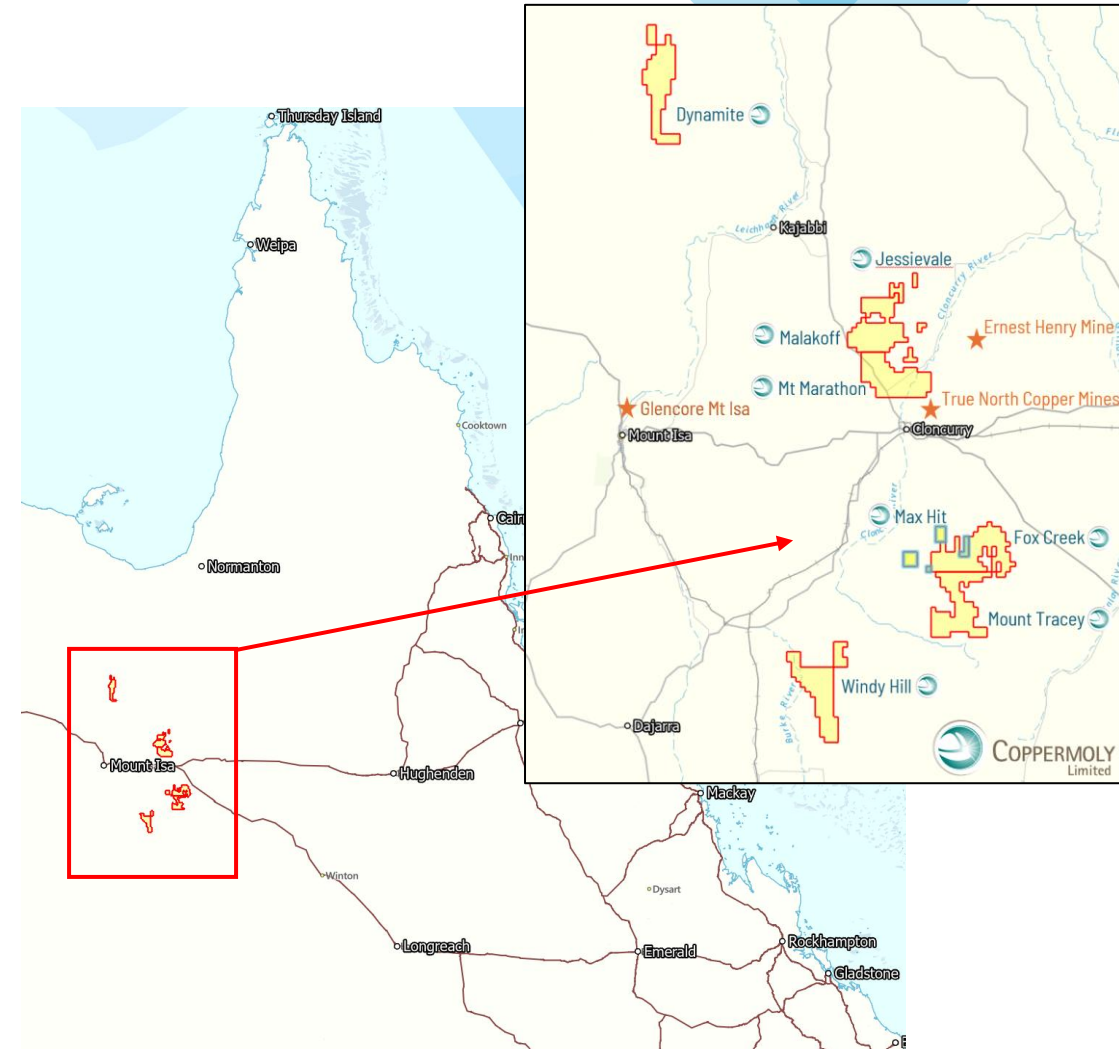 Thursday Island
Weipa
Cooktown
Normanton
Mount Isa
Hughenden
Mackay
Winton
Dysart
Longreach
Emerald
Rockhampton
Gladstone
Dynamite
Leichham River
Kajabbi
Jessievale
Cloncurry River
Malakoff
Ernest Henry Mine
Mt Marathon
True North Copper Mines
Glencore Mt Isa
Mount Isa
Cloncurry
Max Hit
Fox Creek
Mount Tracey
Windy Hill
Burke River
Dajarra
COPPERMOLY
Limited